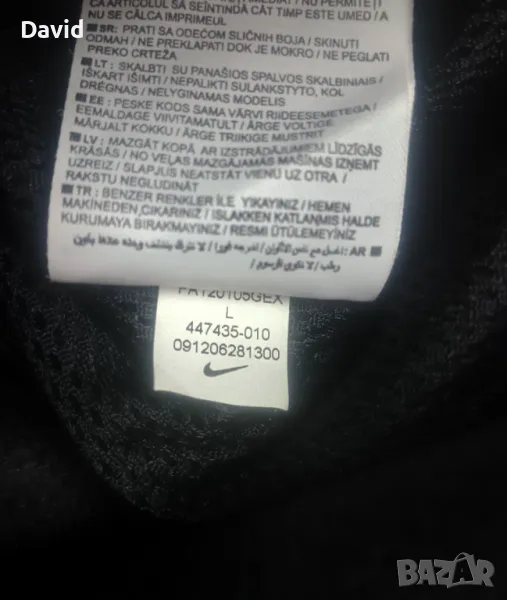 David
CA ARTICOLUL SĂ SE ÎNTINDĂ CÂT TIMP ESTE UMED / A
NU SE CĂLCA IMPRIMEUL
SR: PRATI SA ODEĆOM SLIČNIH BOJA / SKINUTI
ODMAH / NE PREKLAPATI DOK JE MOKRO / NE PEGLATI
PREKO CRTEŽA
LT: SKALBTI SU PANAŠIOS SPALVOS SKALBINIAIS /
IŠKART IŠIMTI / NEPALIKTI SULANKSTYTO, KOL
DRĖGNAS / NELYGINAMAS MODELIS
EE: PESKE KOOS SAMA VÄRVI RIIDEESEMETEGA /
EEMALDAGE VIIVITAMATULT / ÄRGE VOLTIGE
MÄRJALT KOKKU / ÄRGE TRIIKIGE MUSTRIT
LV: MAZGĀT KOPĀ AR IZSTRĀDĀJUMIEM LĪDZĪGĀS
KRĀSĀS / NO VEĻAS MAZGĀJAMĀS MAŠĪNAS IZŅEMT
UZREIZ / SLAPJUS NEATSTĀT VIENU UZ OTRA /
RAKSTU NEGLUDINĀT
TR: BENZER RENKLER İLE YIKAYINIZ / HEMEN
MAKİNEDEN ÇIKARINIZ / ISLAKKEN KATLANMIŞ HALDE
KURUMAYA BIRAKMAYINIZ / RESMİ ÜTÜLEMEYİNİZ
FA120105GEX
L
447435-010
091206281300
BAZAR